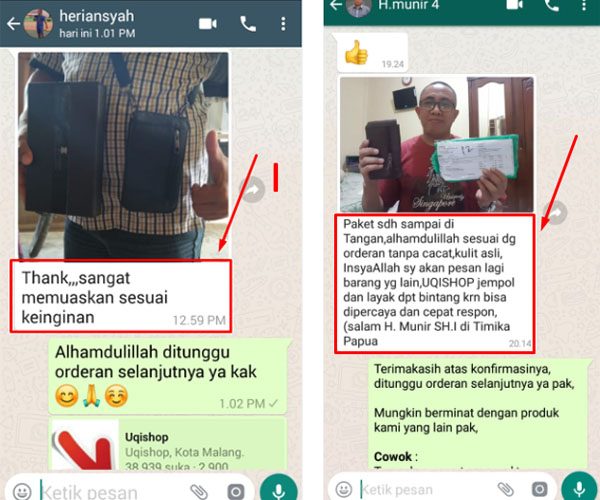 heriansyah
hari ini 1.01 PM
Thank,,,sangat
memuaskan sesuai
keinginan
12.59 PM
Alhamdulillah ditunggu
orderan selanjutnya ya kak
1.02 PM
Uqishop
Uqishop, Kota Malang.
38.939 suka · 2.900
Ketik pesan
H.munir 4
19.24
Singapore
Paket sdh sampai di
Tangan,alhamdulillah sesuai dg
orderan tanpa cacat,kulit asli,
InsyaAllah sy akan pesan lagi
barang yg lain,UQISHOP jempol
dan layak dpt bintang krn bisa
dipercaya dan cepat respon,
(salam H. Munir SH.I di Timika
Papua
20.14
Terimakasih atas konfirmasinya,
ditunggu orderan selanjutnya ya pak,
Mungkin berminat dengan produk
kami yang lain pak,
Cowok :
Ketik pesan